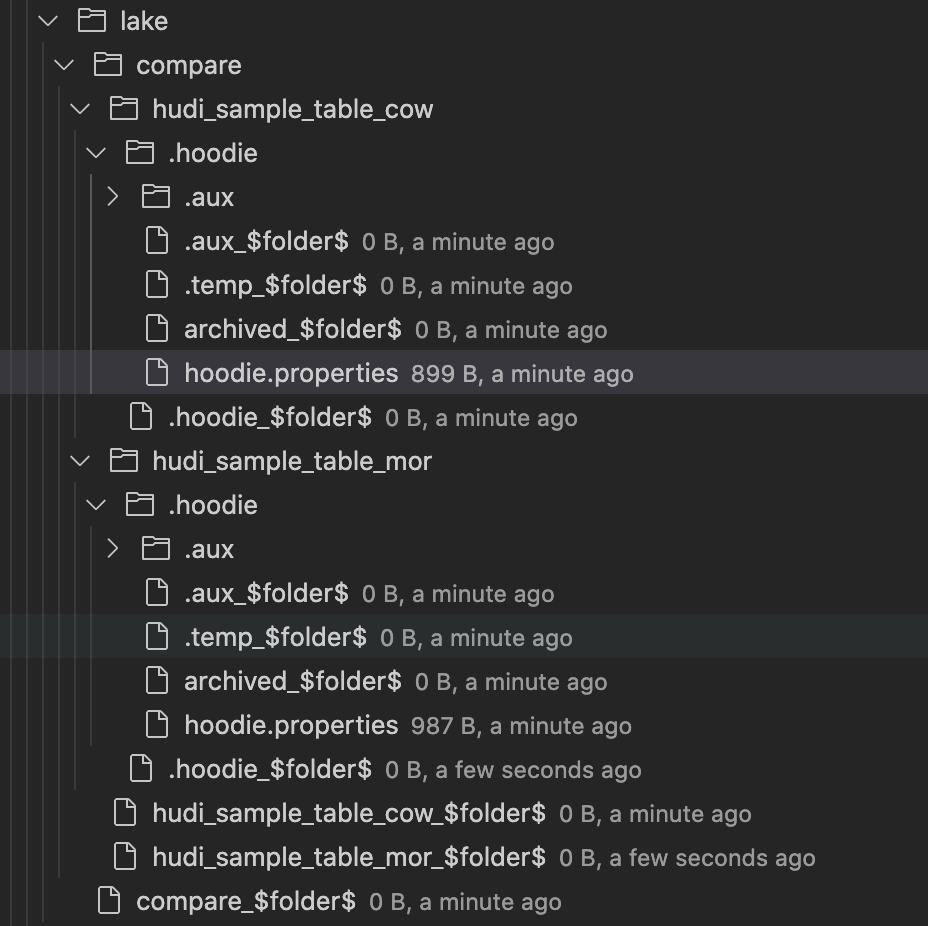 lake
compare
hudi_sample_table_cow
.hoodie
.aux
.aux_$folder$ 0 B, a minute ago
.temp_$folder$ 0 B, a minute ago
archived_$folder$ 0 B, a minute ago
hoodie.properties 899 B, a minute ago
.hoodie_$folder$ 0 B, a minute ago
hudi_sample_table_mor
.hoodie
.aux
.aux_$folder$ 0 B, a minute ago
.temp_$folder$ 0 B, a minute ago
archived_$folder$ 0 B, a minute ago
hoodie.properties 987 B, a minute ago
.hoodie_$folder$ 0 B, a few seconds ago
hudi_sample_table_cow_$folder$ 0 B, a minute ago
hudi_sample_table_mor_$folder$ 0 B, a few seconds ago
compare_$folder$ 0 B, a minute ago